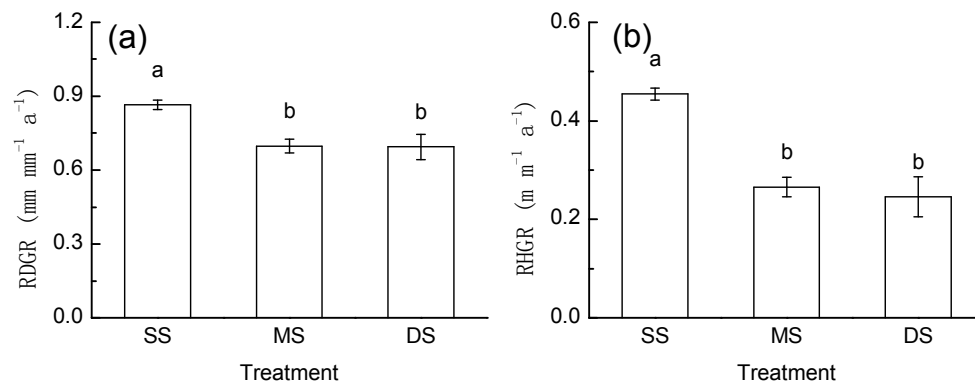 (a)
RDGR (mm mm⁻¹ a⁻¹)
1.2
0.9
0.6
0.3
0.0
a
b
b
SS MS DS
Treatment
(b)
RHGR (m m⁻¹ a⁻¹)
0.6
0.4
0.2
0.0
a
b
b
SS MS DS
Treatment